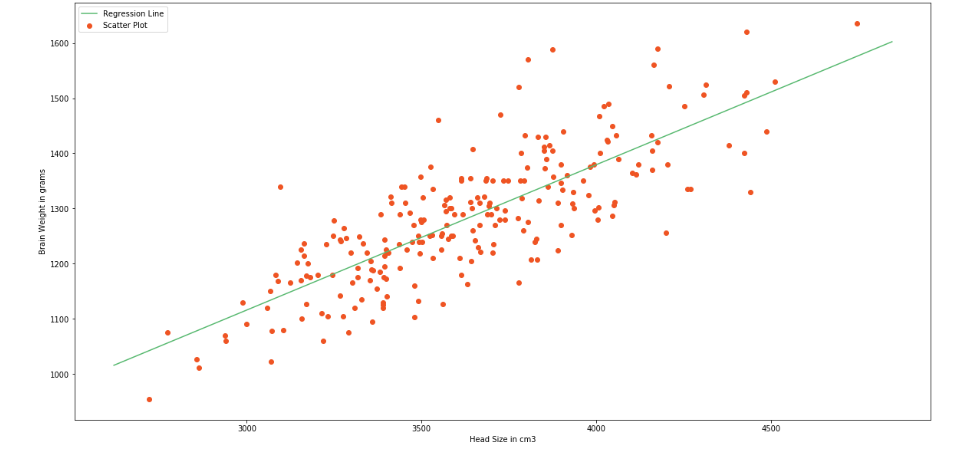 Regression Line
Scatter Plot
1600
1500
1400
1300
1200
1100
1000
Brain Weight in grams
3000 3500 4000 4500
Head Size in cm3